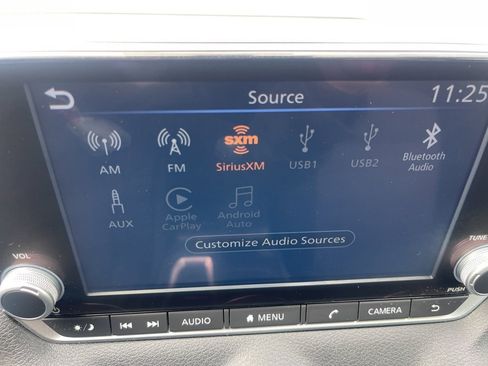 Source 11:25
AM FM sxm SiriusXM USB1 USB2 Bluetooth Audio
AUX Apple CarPlay Android Auto
Customize Audio Sources
VOL TUNE
PUSH
AUDIO MENU CAMERA